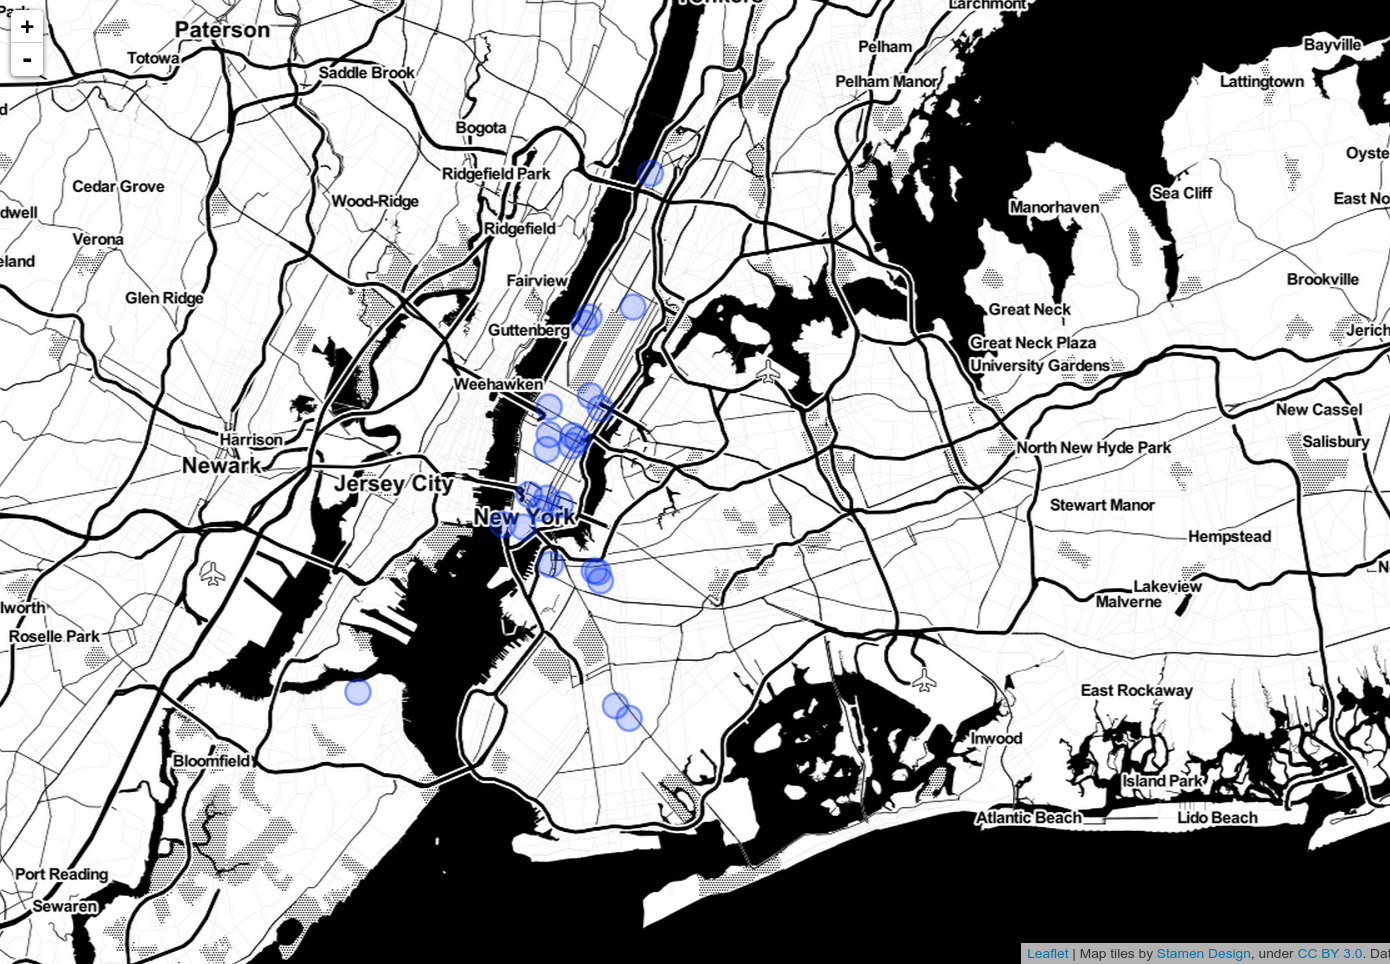 Larchmont
Paterson
Pelham
Bayville
Totowa
Saddle Brook
Pelham Manor
Lattingtown
+
-
Bogota
Oyste
Ridgefield Park
Cedar Grove
Wood-Ridge
Sea Cliff
East No
dwell
Manorhaven
Verona
Ridgefield
eland
Fairview
Brookville
Glen Ridge
Great Neck
Guttenberg
Jerich
Great Neck Plaza
University Gardens
Weehawken
New Cassel
Harrison
Salisbury
North New Hyde Park
Newark
Jersey City
Stewart Manor
New York
Hempstead
Lakeview
Malverne
lworth
Roselle Park
East Rockaway
Inwood
Bloomfield
Island Park
Atlantic Beach
Lido Beach
Port Reading
Sewaren
Leaflet | Map tiles by Stamen Design, under CC BY 3.0. Dat